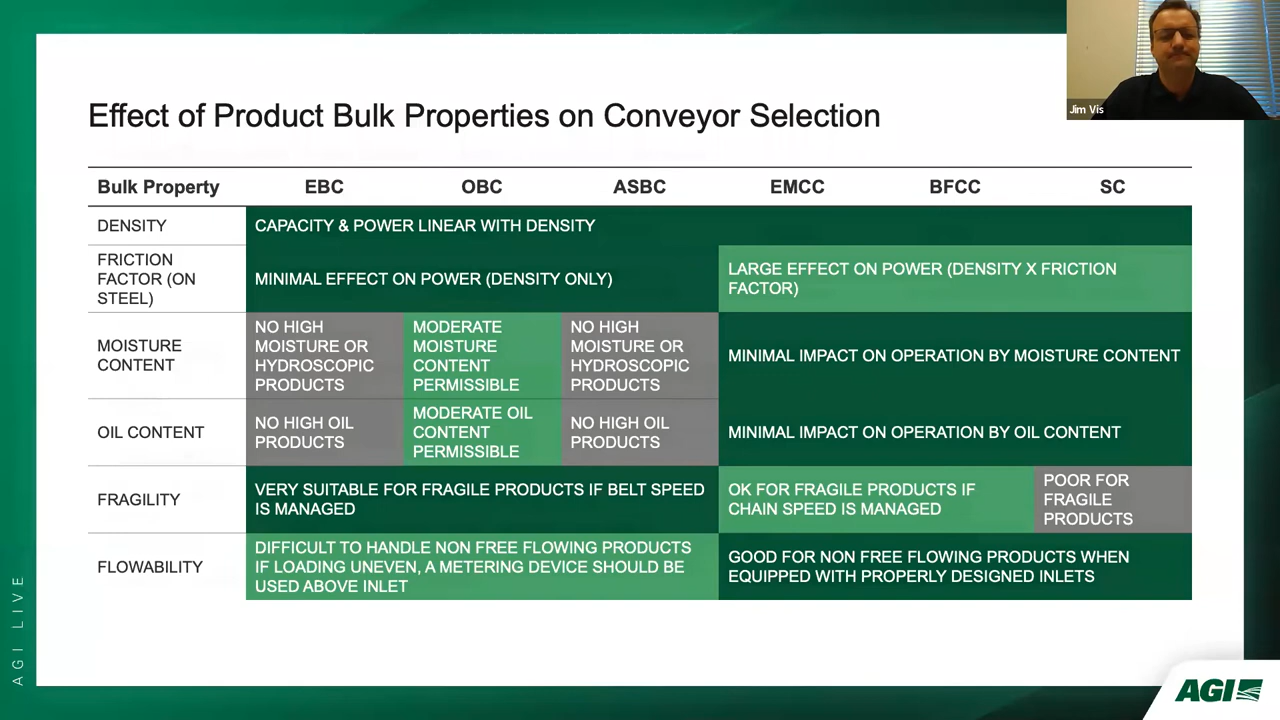 Jim Vis
Effect of Product Bulk Properties on Conveyor Selection
Bulk Property EBC OBC ASBC EMCC BFCC SC
DENSITY
CAPACITY & POWER LINEAR WITH DENSITY
FRICTION
FACTOR (ON
STEEL)
MINIMAL EFFECT ON POWER (DENSITY ONLY)
LARGE EFFECT ON POWER (DENSITY X FRICTION
FACTOR)
MOISTURE
CONTENT
NO HIGH
MOISTURE OR
HYDROSCOPIC
PRODUCTS
MODERATE
MOISTURE
CONTENT
PERMISSIBLE
NO HIGH
MOISTURE OR
HYDROSCOPIC
PRODUCTS
MINIMAL IMPACT ON OPERATION BY MOISTURE CONTENT
OIL CONTENT
NO HIGH OIL
PRODUCTS
MODERATE OIL
CONTENT
PERMISSIBLE
NO HIGH OIL
PRODUCTS
MINIMAL IMPACT ON OPERATION BY OIL CONTENT
FRAGILITY
VERY SUITABLE FOR FRAGILE PRODUCTS IF BELT SPEED
IS MANAGED
OK FOR FRAGILE PRODUCTS IF
CHAIN SPEED IS MANAGED
POOR FOR
FRAGILE
PRODUCTS
FLOWABILITY
DIFFICULT TO HANDLE NON FREE FLOWING PRODUCTS
IF LOADING UNEVEN, A METERING DEVICE SHOULD BE
USED ABOVE INLET
GOOD FOR NON FREE FLOWING PRODUCTS WHEN
EQUIPPED WITH PROPERLY DESIGNED INLETS
AGI LIVE
AGI